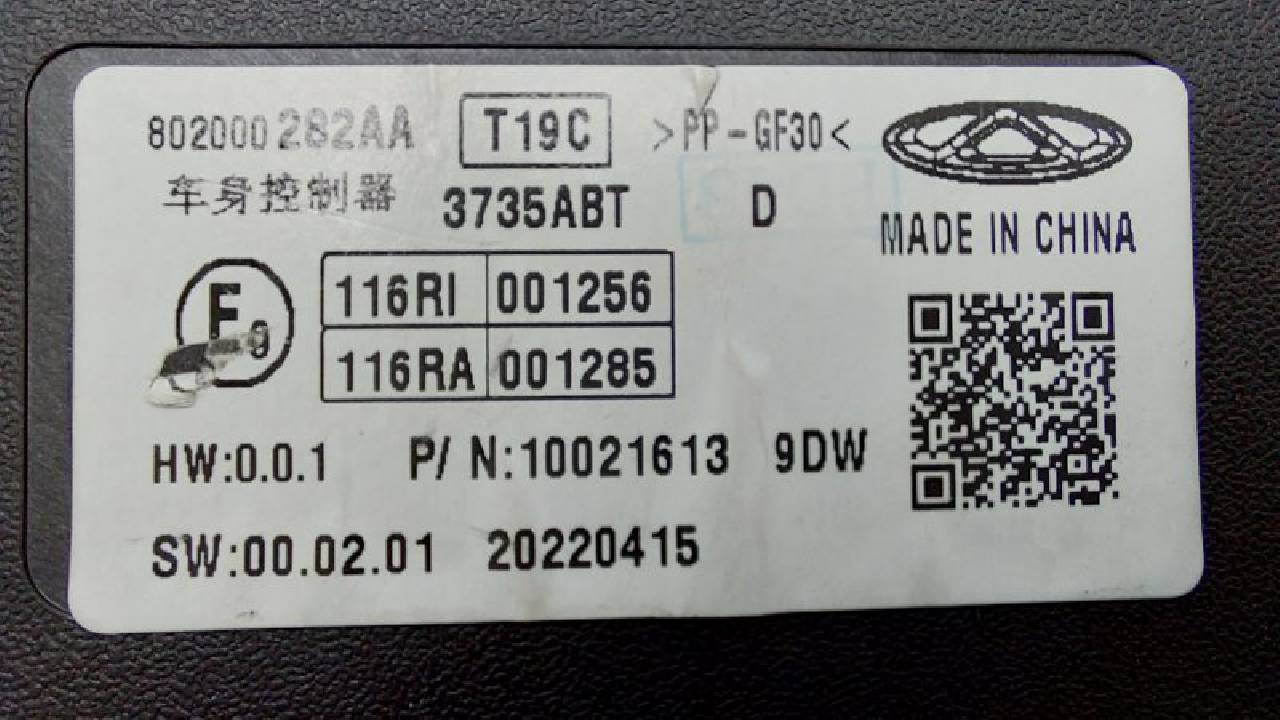 802000282AA T19C >PP-GF30<
车身控制器 3735ABT D
MADE IN CHINA
E 9
116RI 001256
116RA 001285
HW:0.0.1 P/N:10021613 9DW
SW:00.02.01 20220415